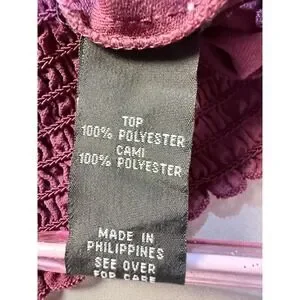 TOP
100% POLYESTER
CAMI
100% POLYESTER
MADE IN
PHILIPPINES
SEE OVER
FOR CARE